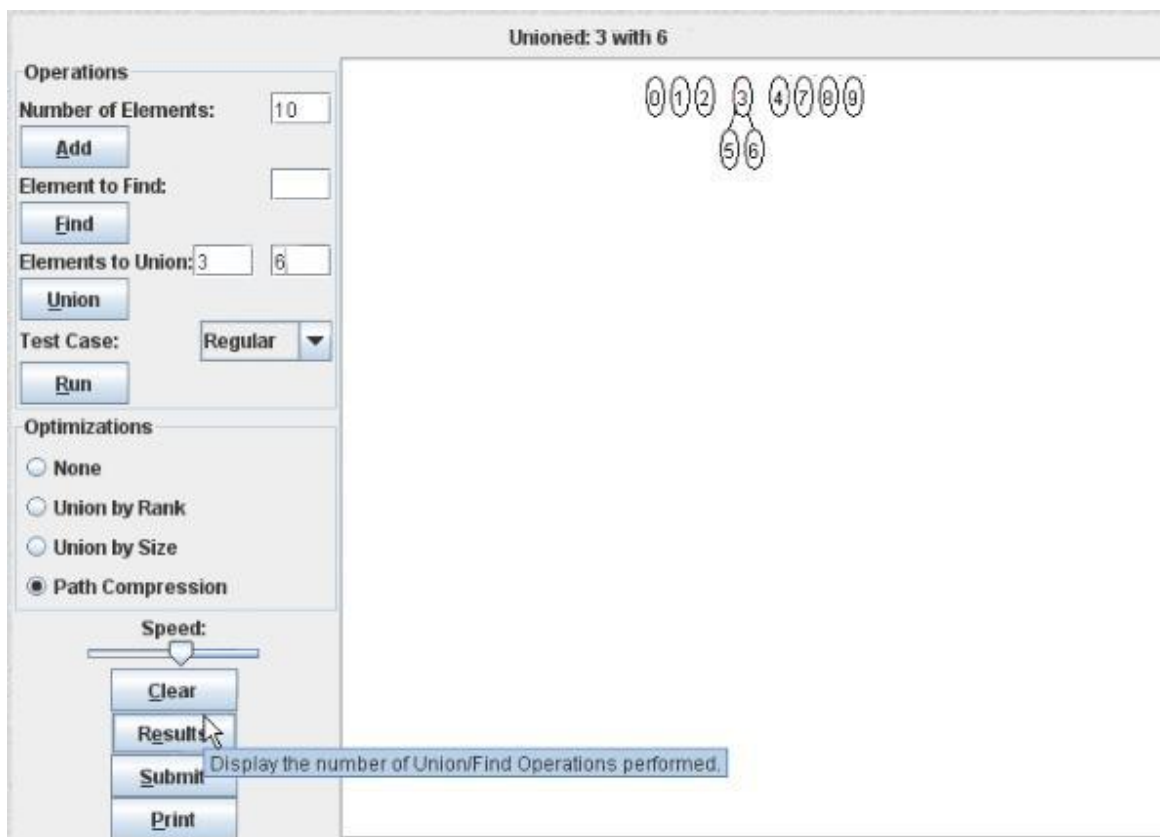 Unioned: 3 with 6
Operations
Number of Elements: 10
Add
Element to Find:
Find
Elements to Union: 3 6
Union
Test Case: Regular
Run
Optimizations
None
Union by Rank
Union by Size
Path Compression
Speed:
Clear
Results
Display the number of Union/Find Operations performed.
Submit
Print
0 1 2 3 4 7 8 9
5 6